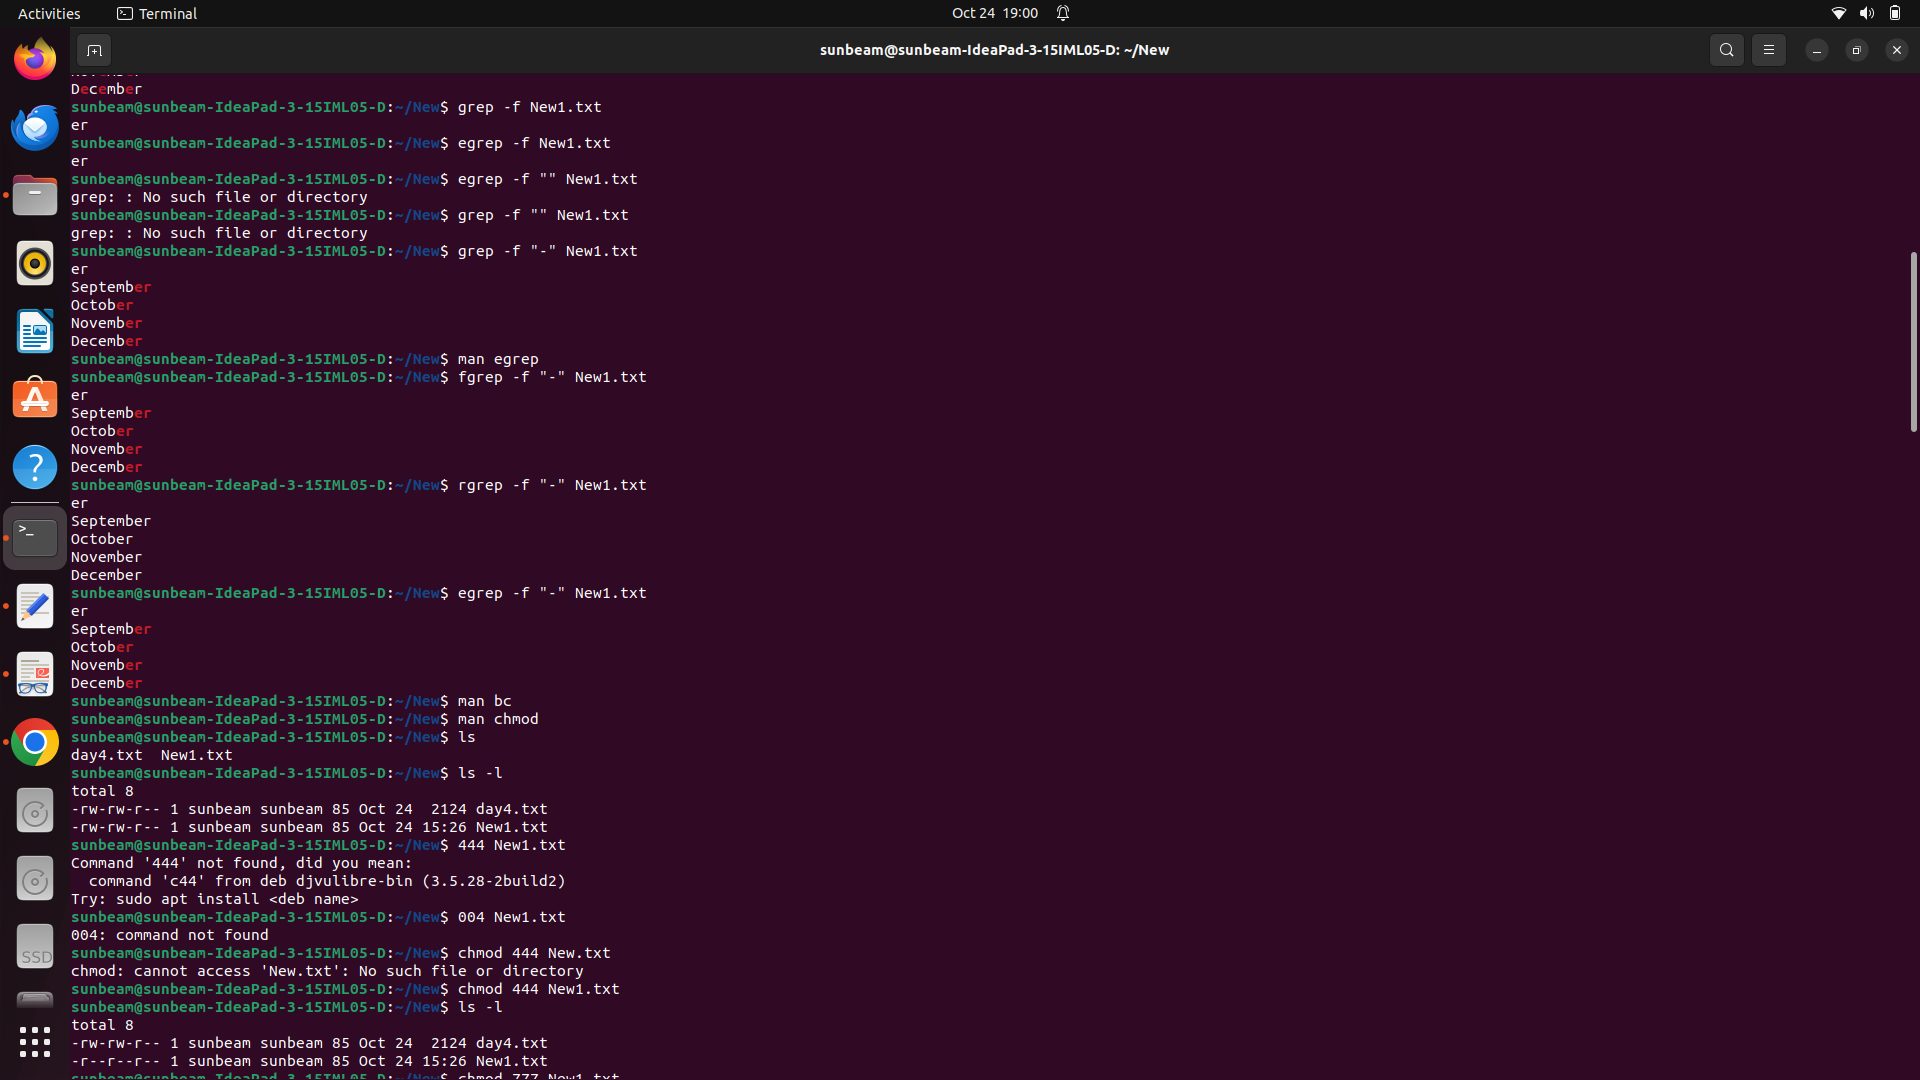 Activities
Terminal
Oct 24 19:00
sunbeam@sunbeam-IdeaPad-3-15IML05-D: ~/New
November
December
sunbeam@sunbeam-IdeaPad-3-15IML05-D:~/New$ grep -f New1.txt
er
sunbeam@sunbeam-IdeaPad-3-15IML05-D:~/New$ egrep -f New1.txt
er
sunbeam@sunbeam-IdeaPad-3-15IML05-D:~/New$ egrep -f "" New1.txt
grep: : No such file or directory
sunbeam@sunbeam-IdeaPad-3-15IML05-D:~/New$ grep -f "" New1.txt
grep: : No such file or directory
sunbeam@sunbeam-IdeaPad-3-15IML05-D:~/New$ grep -f "-" New1.txt
er
September
October
November
December
sunbeam@sunbeam-IdeaPad-3-15IML05-D:~/New$ man egrep
sunbeam@sunbeam-IdeaPad-3-15IML05-D:~/New$ fgrep -f "-" New1.txt
er
September
October
November
December
sunbeam@sunbeam-IdeaPad-3-15IML05-D:~/New$ rgrep -f "-" New1.txt
er
September
October
November
December
sunbeam@sunbeam-IdeaPad-3-15IML05-D:~/New$ egrep -f "-" New1.txt
er
September
October
November
December
sunbeam@sunbeam-IdeaPad-3-15IML05-D:~/New$ man bc
sunbeam@sunbeam-IdeaPad-3-15IML05-D:~/New$ man chmod
sunbeam@sunbeam-IdeaPad-3-15IML05-D:~/New$ ls
day4.txt  New1.txt
sunbeam@sunbeam-IdeaPad-3-15IML05-D:~/New$ ls -l
total 8
-rw-rw-r-- 1 sunbeam sunbeam 85 Oct 24  2124 day4.txt
-rw-rw-r-- 1 sunbeam sunbeam 85 Oct 24 15:26 New1.txt
sunbeam@sunbeam-IdeaPad-3-15IML05-D:~/New$ 444 New1.txt
Command '444' not found, did you mean:
  command 'c44' from deb djvulibre-bin (3.5.28-2build2)
Try: sudo apt install <deb name>
sunbeam@sunbeam-IdeaPad-3-15IML05-D:~/New$ 004 New1.txt
004: command not found
sunbeam@sunbeam-IdeaPad-3-15IML05-D:~/New$ chmod 444 New.txt
chmod: cannot access 'New.txt': No such file or directory
sunbeam@sunbeam-IdeaPad-3-15IML05-D:~/New$ chmod 444 New1.txt
sunbeam@sunbeam-IdeaPad-3-15IML05-D:~/New$ ls -l
total 8
-rw-rw-r-- 1 sunbeam sunbeam 85 Oct 24  2124 day4.txt
-r--r--r-- 1 sunbeam sunbeam 85 Oct 24 15:26 New1.txt
sunbeam@sunbeam-IdeaPad-3-15IML05-D:~/New$ chmod 777 New1.txt
SSD